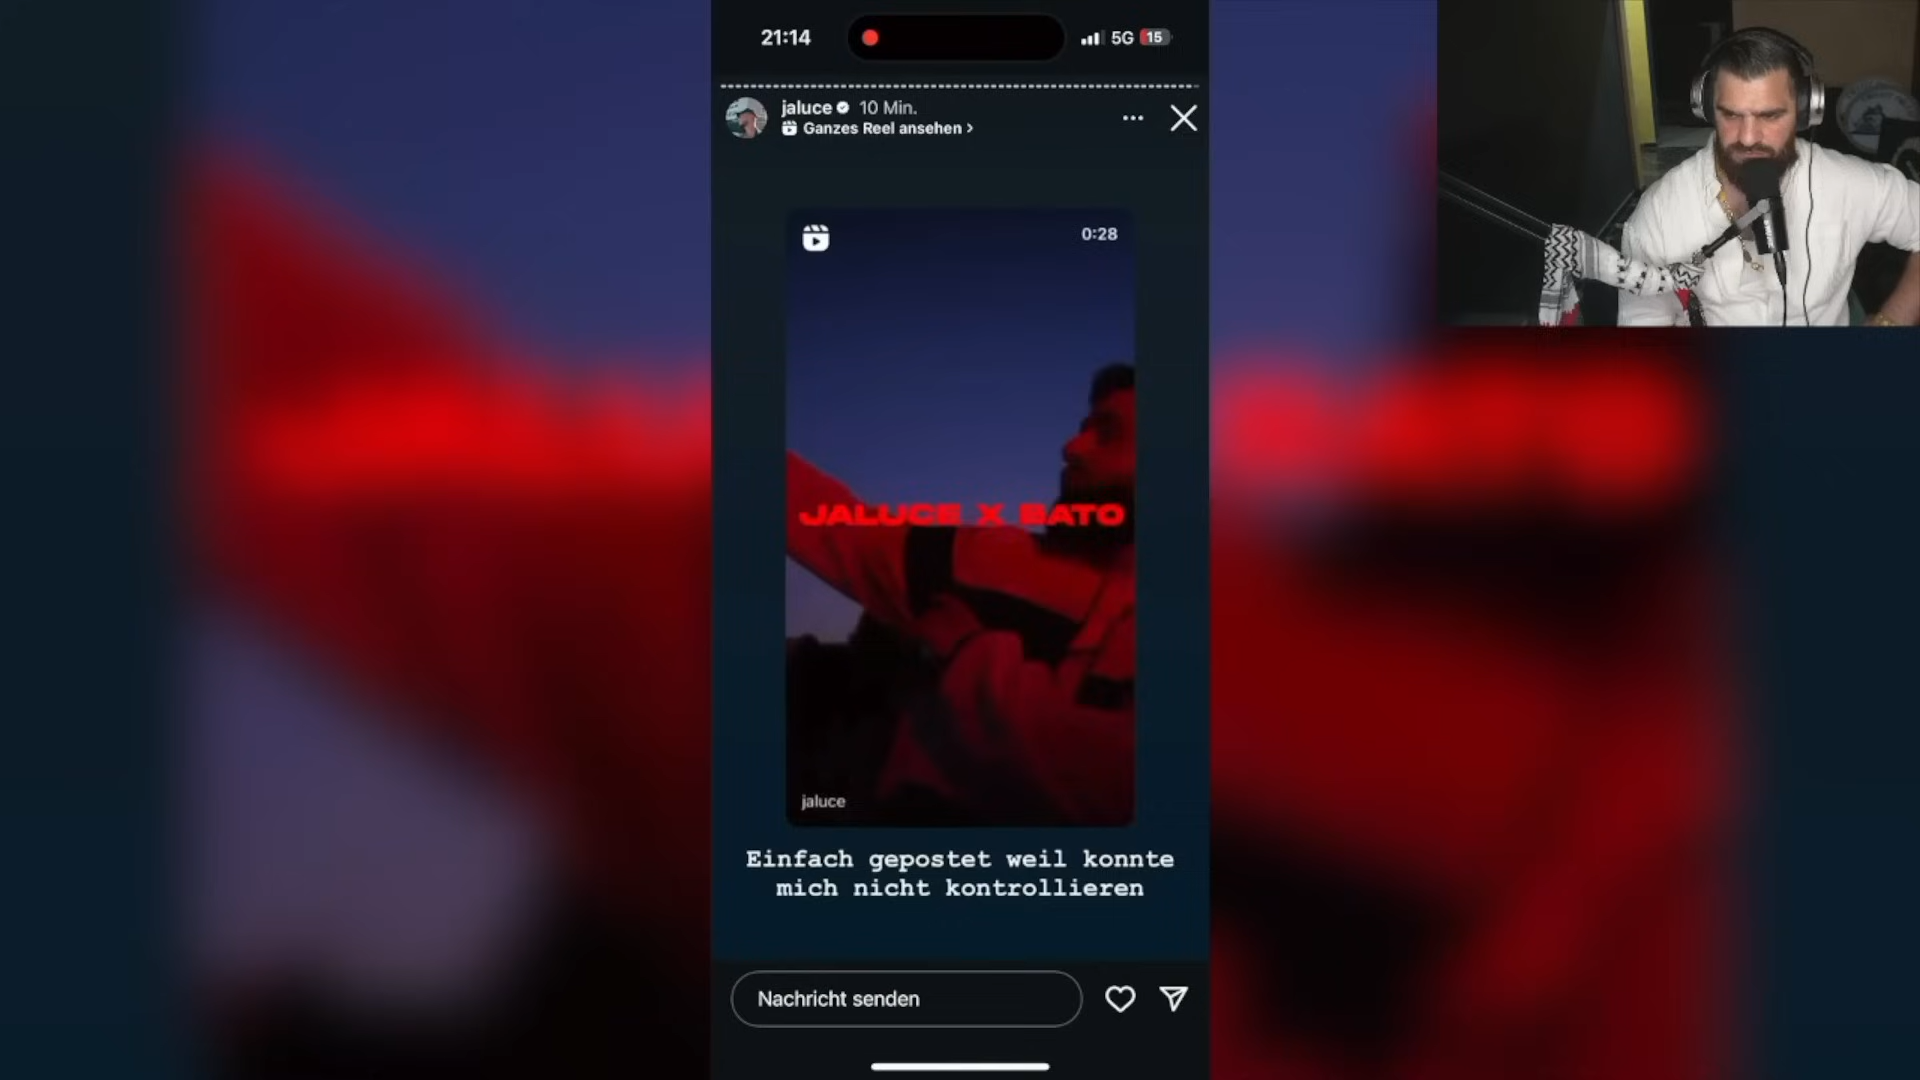 21:14
5G 15
jaluce 10 Min.
Ganzes Reel ansehen >
0:28
JALUCE X BATO
jaluce
Einfach gepostet weil konnte
mich nicht kontrollieren
Nachricht senden